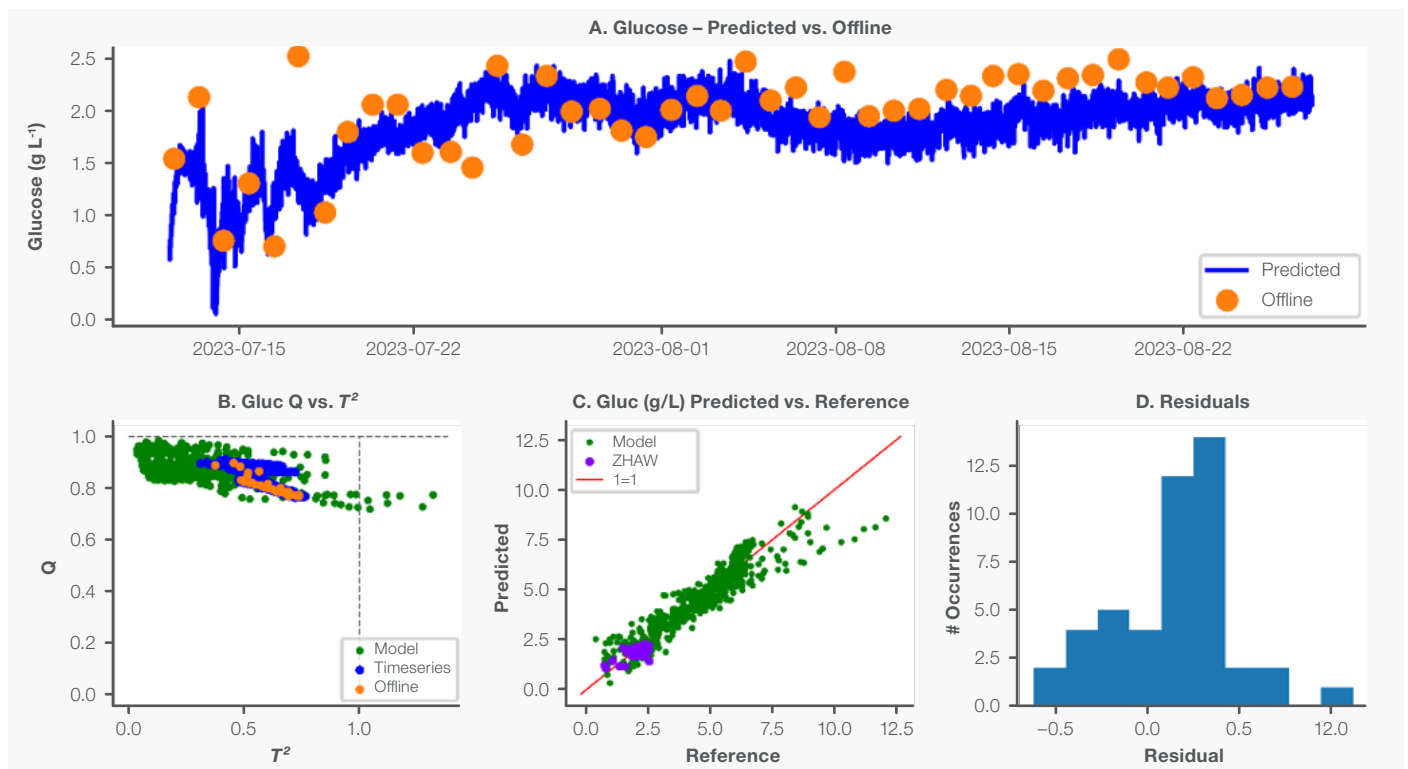 A. Glucose – Predicted vs. Offline
Glucose (g L⁻¹)
2.5
2.0
1.5
1.0
0.5
0.0
Predicted
Offline
2023-07-15
2023-07-22
2023-08-01
2023-08-08
2023-08-15
2023-08-22
B. Gluc Q vs. T²
Q
1.0
0.8
0.6
0.4
0.2
0.0
Model
Timeseries
Offline
0.0
0.5
1.0
T²
C. Gluc (g/L) Predicted vs. Reference
Predicted
12.5
10.0
7.5
5.0
2.5
0.0
Model
ZHAW
1=1
0.0
2.5
5.0
7.5
10.0
12.5
Reference
D. Residuals
# Occurrences
12.5
10.0
7.5
5.0
2.5
0.0
−0.5
0.0
0.5
12.0
Residual